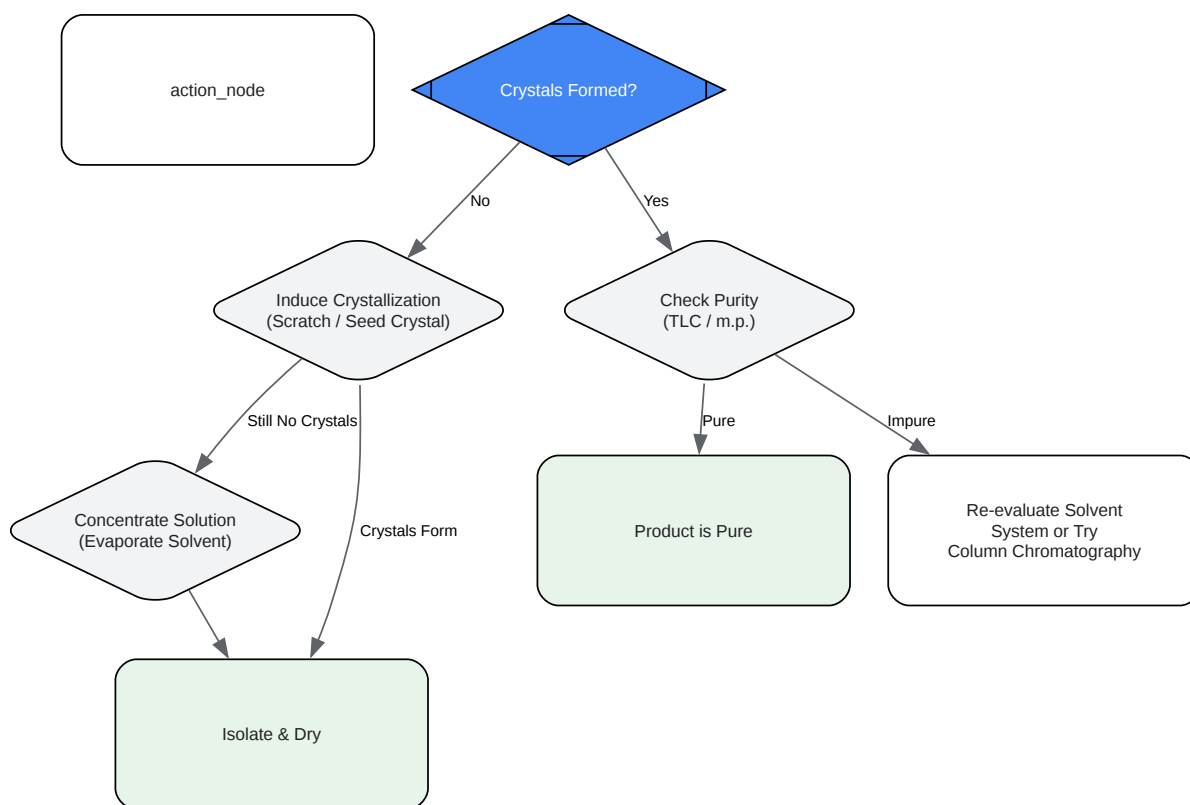 action_node
Crystals Formed?
No
Yes
Induce Crystallization
(Scratch / Seed Crystal)
Check Purity
(TLC / m.p.)
Still No Crystals
Pure
Impure
Concentrate Solution
(Evaporate Solvent)
Crystals Form
Product is Pure
Re-evaluate Solvent
System or Try
Column Chromatography
Isolate & Dry